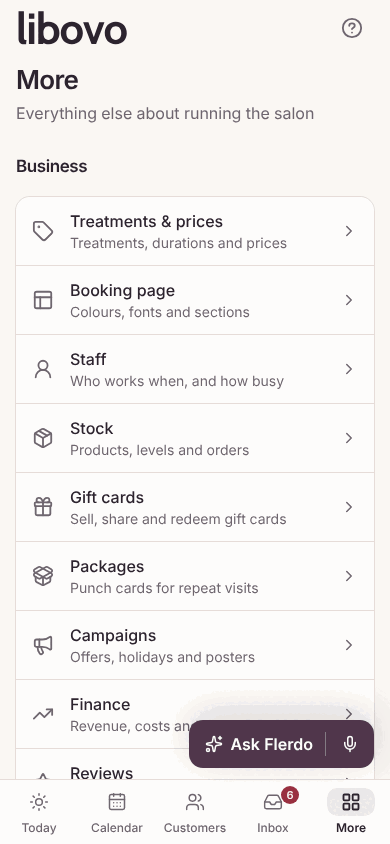 libovo
More
Everything else about running the salon
Business
Treatments & prices
Treatments, durations and prices
Booking page
Colours, fonts and sections
Staff
Who works when, and how busy
Stock
Products, levels and orders
Gift cards
Sell, share and redeem gift cards
Packages
Punch cards for repeat visits
Campaigns
Offers, holidays and posters
Finance
Revenue, costs
Ask Flerdo
Reviews
6
Today
Calendar
Customers
Inbox
More